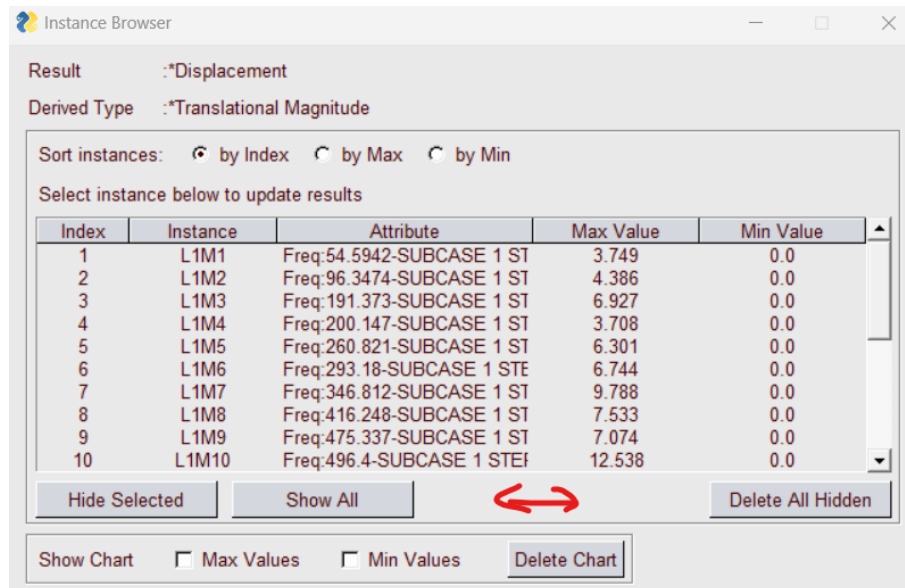 Instance Browser
Result :*Displacement
Derived Type :*Translational Magnitude
Sort instances: by Index by Max by Min
Select instance below to update results
Index Instance Attribute Max Value Min Value
1 L1M1 Freq:54.5942-SUBCASE 1 ST 3.749 0.0
2 L1M2 Freq:96.3474-SUBCASE 1 ST 4.386 0.0
3 L1M3 Freq:191.373-SUBCASE 1 ST 6.927 0.0
4 L1M4 Freq:200.147-SUBCASE 1 ST 3.708 0.0
5 L1M5 Freq:260.821-SUBCASE 1 ST 6.301 0.0
6 L1M6 Freq:293.18-SUBCASE 1 STE 6.744 0.0
7 L1M7 Freq:346.812-SUBCASE 1 ST 9.788 0.0
8 L1M8 Freq:416.248-SUBCASE 1 ST 7.533 0.0
9 L1M9 Freq:475.337-SUBCASE 1 ST 7.074 0.0
10 L1M10 Freq:496.4-SUBCASE 1 STEF 12.538 0.0
Hide Selected Show All Delete All Hidden
Show Chart Max Values Min Values Delete Chart